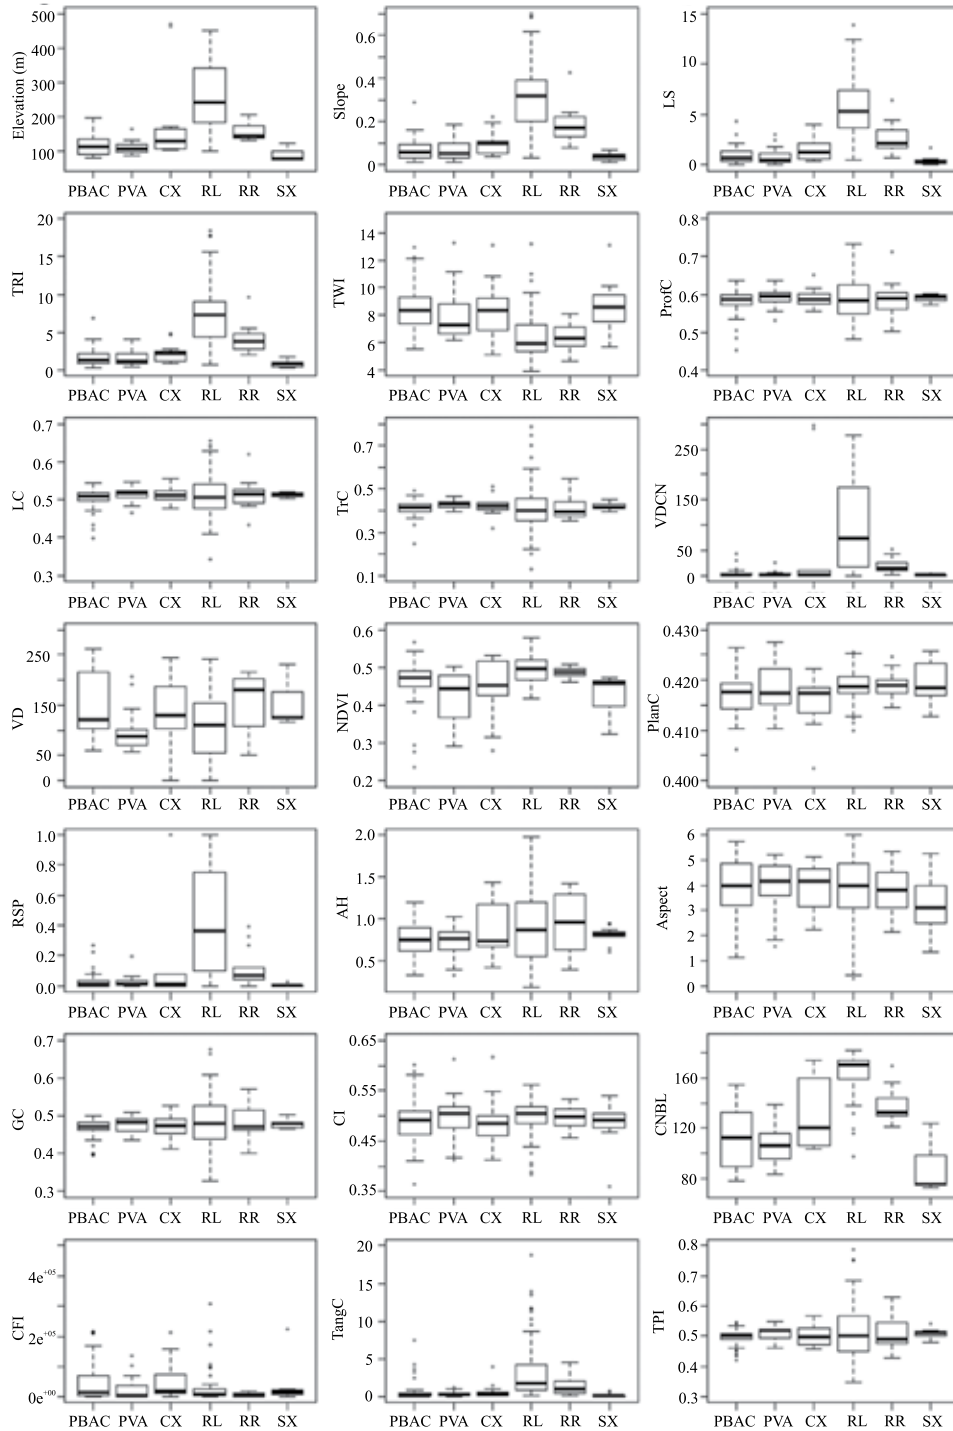 500
400
300
200
100
Elevation (m)
PBAC PVA CX RL RR SX
0.6
0.4
0.2
0
Slope
PBAC PVA CX RL RR SX
15
10
5
0
LS
PBAC PVA CX RL RR SX
20
15
10
5
0
TRI
PBAC PVA CX RL RR SX
14
12
10
8
6
4
TWI
PBAC PVA CX RL RR SX
0.8
0.7
0.6
0.5
0.4
ProfC
PBAC PVA CX RL RR SX
0.7
0.6
0.5
0.4
0.3
LC
PBAC PVA CX RL RR SX
0.7
0.5
0.3
0.1
TrC
PBAC PVA CX RL RR SX
250
150
50
0
VDCN
PBAC PVA CX RL RR SX
250
150
50
0
VD
PBAC PVA CX RL RR SX
0.6
0.5
0.4
0.3
0.2
NDVI
PBAC PVA CX RL RR SX
0.430
0.420
0.410
0.400
PlanC
PBAC PVA CX RL RR SX
1.0
0.8
0.6
0.4
0.2
0.0
RSP
PBAC PVA CX RL RR SX
2.0
1.0
0.5
AH
PBAC PVA CX RL RR SX
6
5
4
3
2
1
0
Aspect
PBAC PVA CX RL RR SX
0.7
0.6
0.5
0.4
0.3
GC
PBAC PVA CX RL RR SX
0.65
0.55
0.45
0.35
CI
PBAC PVA CX RL RR SX
160
120
80
CNBL
PBAC PVA CX RL RR SX
4e+05
2e+05
0e+00
CFI
PBAC PVA CX RL RR SX
20
15
10
5
0
TangC
PBAC PVA CX RL RR SX
0.8
0.7
0.6
0.5
0.4
0.3
TPI
PBAC PVA CX RL RR SX